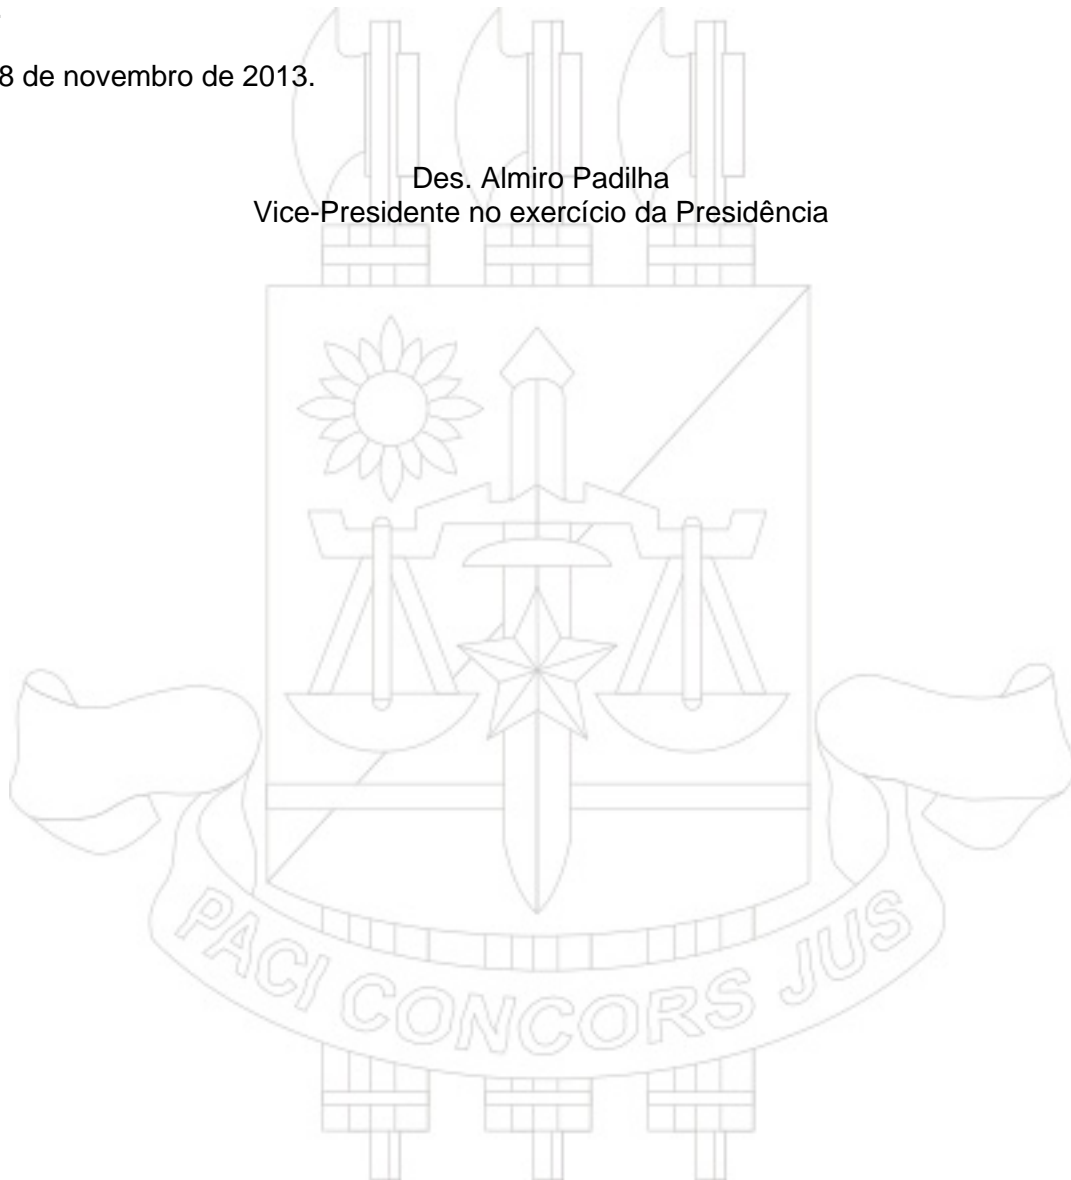 8 de novembro de 2013.
Des. Almiro Padilha
Vice-Presidente no exercício da Presidência
PACI CONCORS JUS